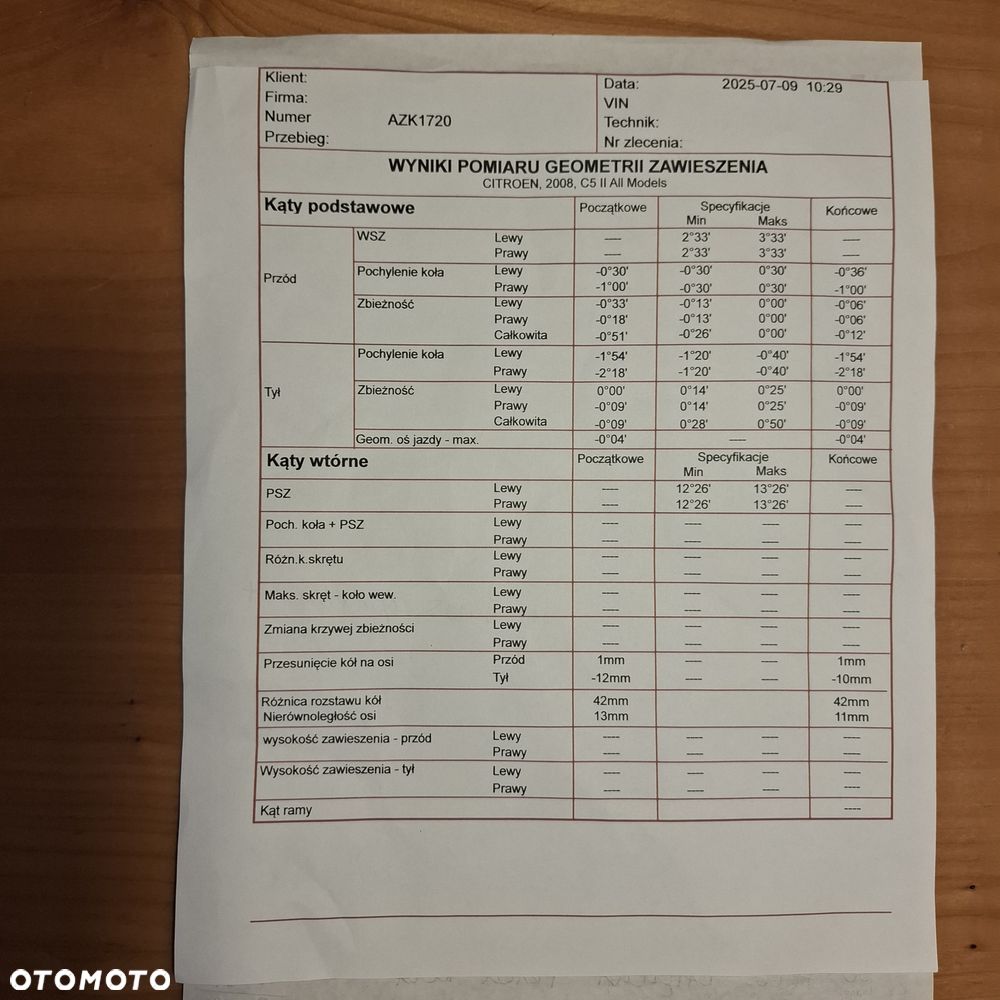 Klient:
Firma:
Numer AZK1720
Przebieg:
Data: 2025-07-09 10:29
VIN
Technik:
Nr zlecenia:
WYNIKI POMIARU GEOMETRII ZAWIESZENIA
CITROEN, 2008, C5 II All Models
Kąty podstawowe Początkowe Specyfikacje Min Maks Końcowe
Przód
WSZ Lewy ---- 2°33' 3°33' ----
Prawy ---- 2°33' 3°33' ----
Pochylenie koła Lewy -0°30' -0°30' 0°30' -0°36'
Prawy -1°00' -0°30' 0°30' -1°00'
Zbieżność Lewy -0°33' -0°13' 0°00' -0°06'
Prawy -0°18' -0°13' 0°00' -0°06'
Całkowita -0°51' -0°26' 0°00' -0°12'
Tył
Pochylenie koła Lewy -1°54' -1°20' -0°40' -1°54'
Prawy -2°18' -1°20' -0°40' -2°18'
Zbieżność Lewy 0°00' 0°14' 0°25' 0°00'
Prawy -0°09' 0°14' 0°25' -0°09'
Całkowita -0°09' 0°28' 0°50' -0°09'
Geom. oś jazdy - max. -0°04' ---- -0°04'
Kąty wtórne Początkowe Specyfikacje Min Maks Końcowe
PSZ Lewy ---- 12°26' 13°26' ----
Prawy ---- 12°26' 13°26' ----
Poch. koła + PSZ Lewy ---- ---- ---- ----
Prawy ---- ---- ---- ----
Różn.k.skrętu Lewy ---- ---- ---- ----
Prawy ---- ---- ---- ----
Maks. skręt - koło wew. Lewy ---- ---- ---- ----
Prawy ---- ---- ---- ----
Zmiana krzywej zbieżności Lewy ---- ---- ---- ----
Prawy ---- ---- ---- ----
Przesunięcie kół na osi Przód 1mm ---- ---- 1mm
Tył -12mm ---- ---- -10mm
Różnica rozstawu kół 42mm 42mm
Nierównoległość osi 13mm 11mm
wysokość zawieszenia - przód Lewy ---- ---- ---- ----
Prawy ---- ---- ---- ----
Wysokość zawieszenia - tył Lewy ---- ---- ---- ----
Prawy ---- ---- ---- ----
Kąt ramy ----
OTOMOTO